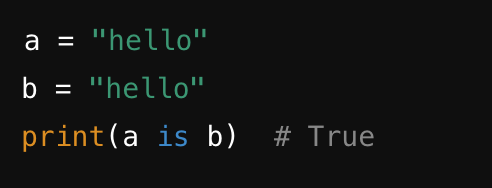 a = "hello"
b = "hello"
print(a is b)  # True